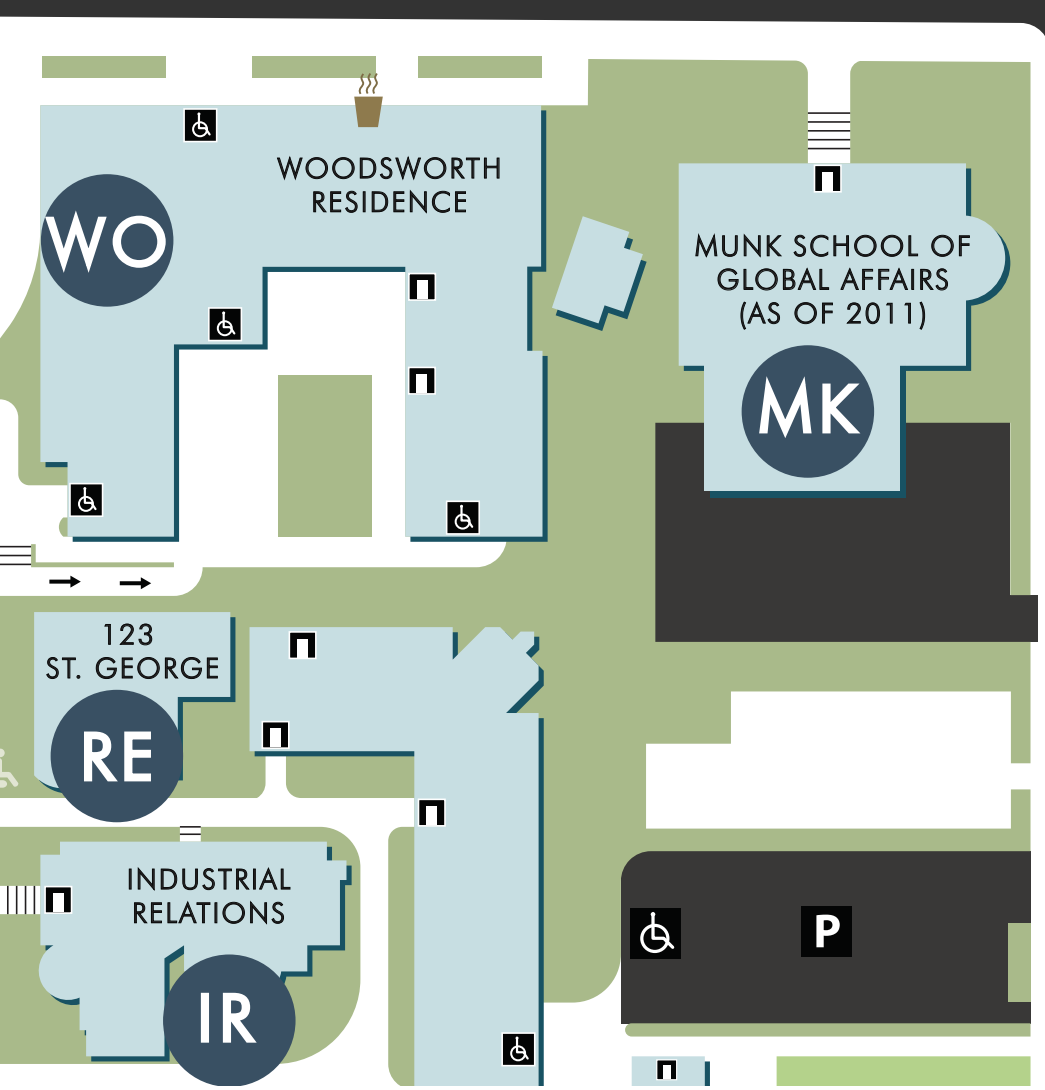 WOODSWORTH
RESIDENCE
WO
MUNK SCHOOL OF
GLOBAL AFFAIRS
(AS OF 2011)
MK
123
ST. GEORGE
RE
INDUSTRIAL
RELATIONS
P
IR